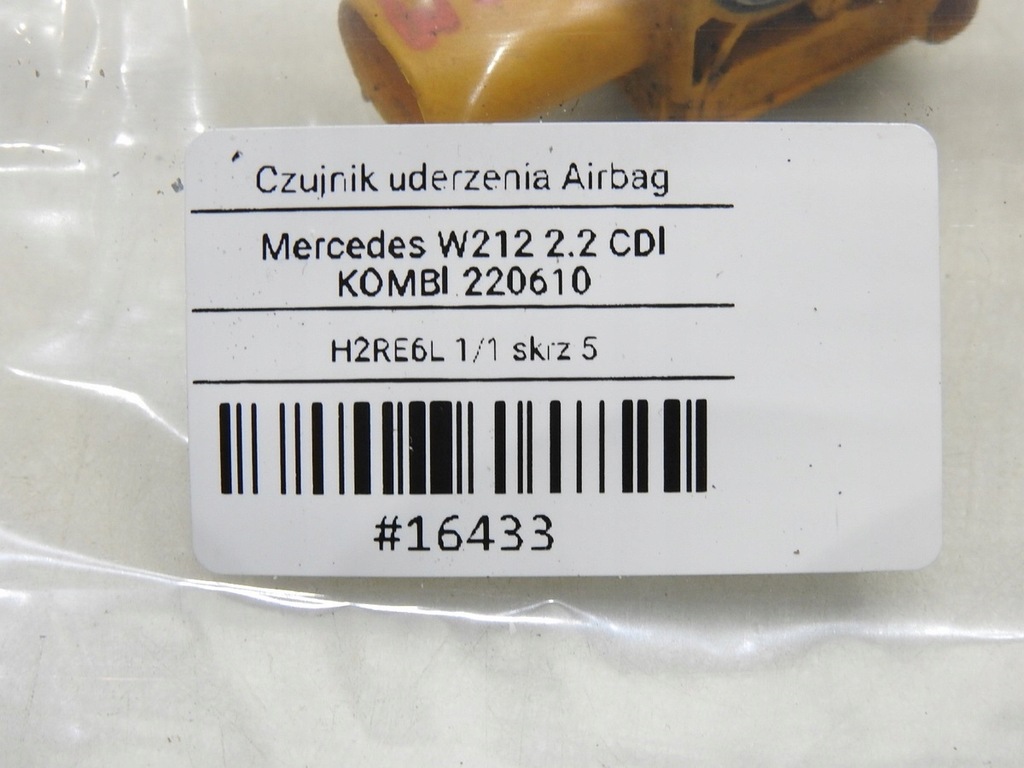 Czujnik uderzenia Airbag
Mercedes W212 2.2 CDI
KOMBI 220610
H2RE6L 1/1 skrz 5
#16433